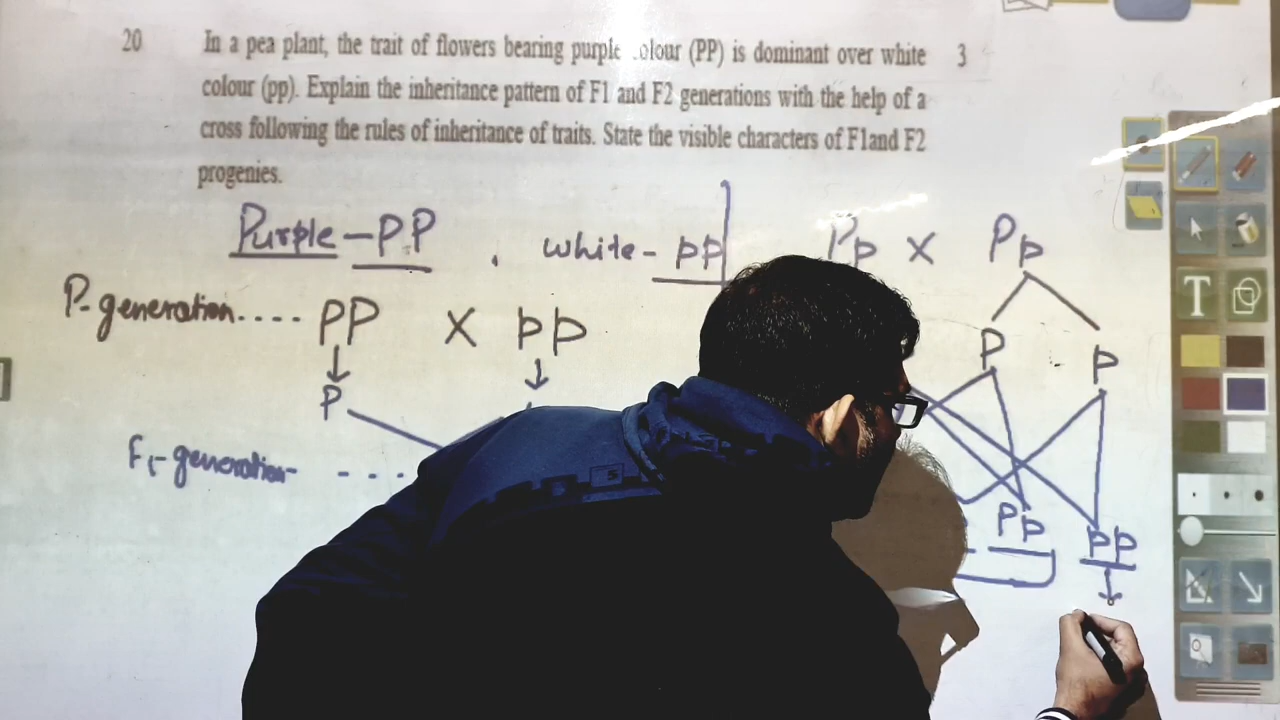 20 In a pea plant, the trait of flowers bearing purple olour (PP) is dominant over white 3
colour (pp). Explain the inheritance pattern of F1 and F2 generations with the help of a
cross following the rules of inheritance of traits. State the visible characters of F1and F2
progenies.
Purple - PP , white - pp
P-generation.... PP X pp
P
F1-generation- ....
Pp X Pp
P p
Pp pp
T